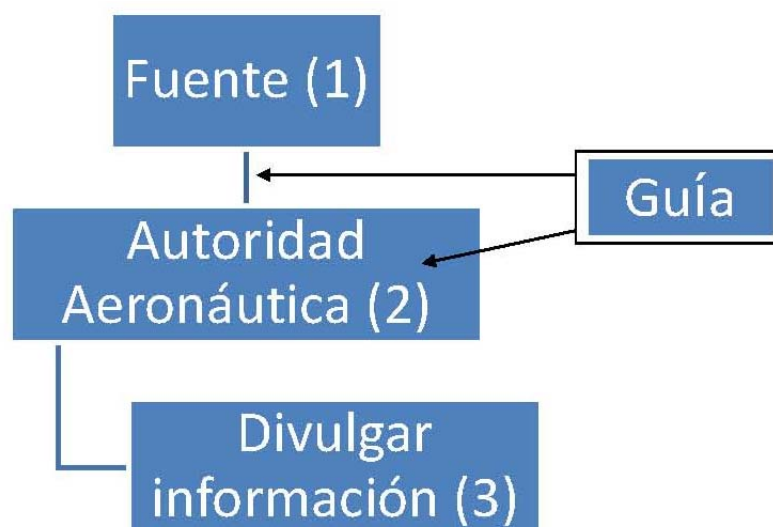 Fuente (1)
Guía
Autoridad
Aeronáutica (2)
Divulgar
información (3)